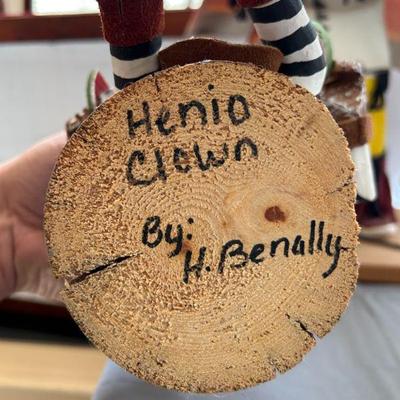 Henio
Clown
By:
H. Benally